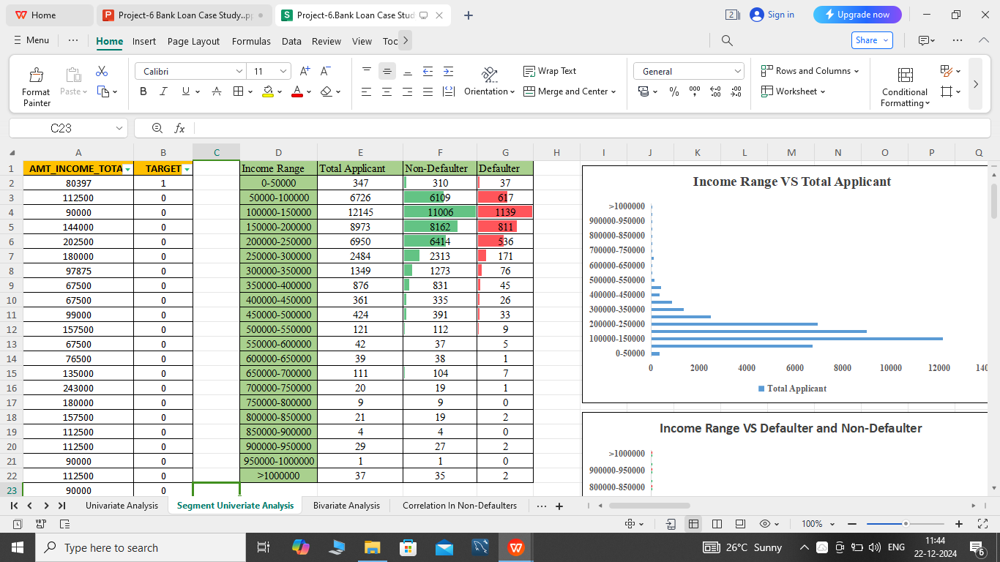 Home Project-6 Bank Loan Case Study..pp Project-6.Bank Loan Case Stud 2 Sign in Upgrade now
Menu ... Home Insert Page Layout Formulas Data Review View Toc Share
Format Painter Paste Calibri 11 B I U A A Orientation Wrap Text Merge and Center General % Rows and Columns Worksheet Conditional Formatting
C23 fx
A B C D E F G H I J K L M N O P Q
1 AMT_INCOME_TOTA TARGET Income Range Total Applicant Non-Defaulter Defaulter
2 80397 1 0-50000 347 310 37
3 112500 0 50000-100000 6726 6109 617
4 90000 0 100000-150000 12145 11006 1139
5 144000 0 150000-200000 8973 8162 811
6 202500 0 200000-250000 6950 6414 536
7 180000 0 250000-300000 2484 2313 171
8 97875 0 300000-350000 1349 1273 76
9 67500 0 350000-400000 876 831 45
10 67500 0 400000-450000 361 335 26
11 99000 0 450000-500000 424 391 33
12 157500 0 500000-550000 121 112 9
13 67500 0 550000-600000 42 37 5
14 76500 0 600000-650000 39 38 1
15 135000 0 650000-700000 111 104 7
16 243000 0 700000-750000 20 19 1
17 180000 0 750000-800000 9 9 0
18 157500 0 800000-850000 21 19 2
19 112500 0 850000-900000 4 4 0
20 112500 0 900000-950000 29 27 2
21 90000 0 950000-1000000 1 1 0
22 112500 0 >1000000 37 35 2
23 90000 0
Income Range VS Total Applicant
>1000000
900000-950000
800000-850000
700000-750000
600000-650000
500000-550000
400000-450000
300000-350000
200000-250000
100000-150000
0-50000
0 2000 4000 6000 8000 10000 12000 140
Total Applicant
Income Range VS Defaulter and Non-Defaulter
>1000000
900000-950000
800000-850000
Univariate Analysis Segment Univeriate Analysis Bivariate Analysis Correlation In Non-Defaulters ... +
100%
Type here to search 26°C Sunny ENG 11:44
22-12-2024 6